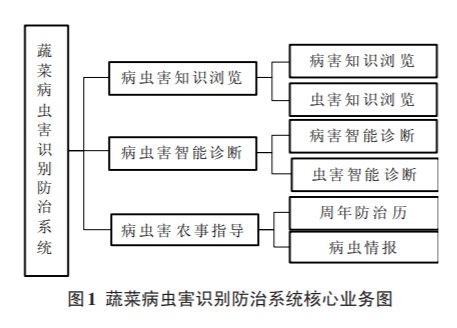 蔬菜病虫害识别防治系统
病虫害知识浏览
病害知识浏览
虫害知识浏览
病虫害智能诊断
病害智能诊断
虫害智能诊断
病虫害农事指导
周年防治历
病虫情报
图1 蔬菜病虫害识别防治系统核心业务图